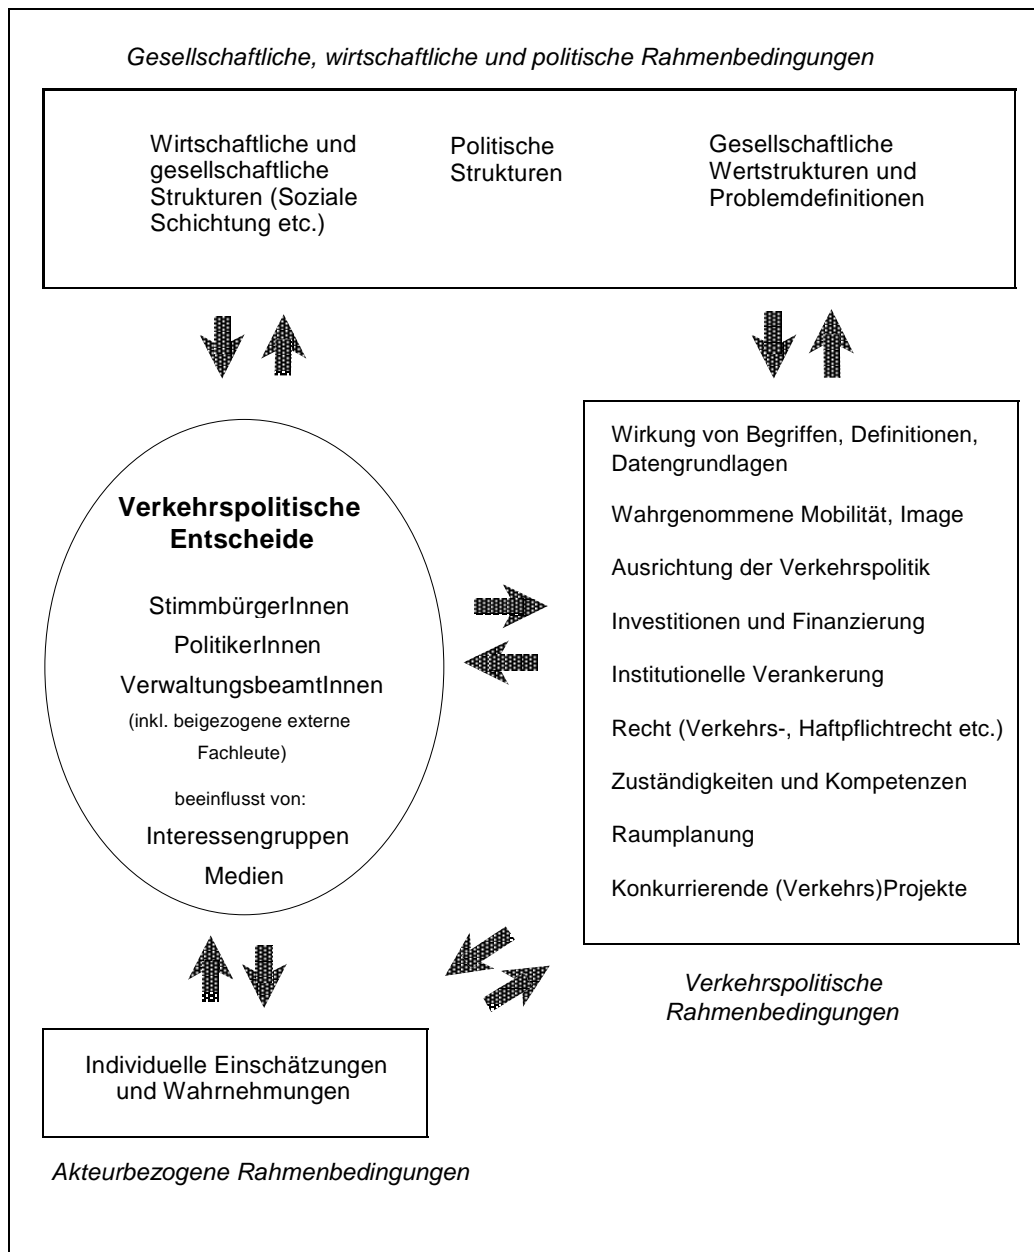 Gesellschaftliche, wirtschaftliche und politische Rahmenbedingungen
Wirtschaftliche und
gesellschaftliche
Strukturen (Soziale
Schichtung etc.)
Politische
Strukturen
Gesellschaftliche
Wertstrukturen und
Problemdefinitionen
Verkehrspolitische
Entscheide
StimmbürgerInnen
PolitikerInnen
VerwaltungsbeamtInnen
(inkl. beigezogene externe
Fachleute)
beeinflusst von:
Interessengruppen
Medien
Wirkung von Begriffen, Definitionen,
Datengrundlagen
Wahrgenommene Mobilität, Image
Ausrichtung der Verkehrspolitik
Investitionen und Finanzierung
Institutionelle Verankerung
Recht (Verkehrs-, Haftpflichtrecht etc.)
Zuständigkeiten und Kompetenzen
Raumplanung
Konkurrierende (Verkehrs)Projekte
Verkehrspolitische
Rahmenbedingungen
Individuelle Einschätzungen
und Wahrnehmungen
Akteurbezogene Rahmenbedingungen